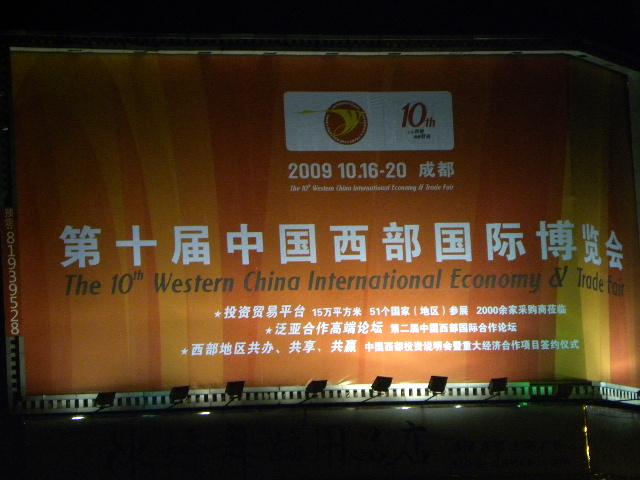 10th
2009 10.16-20 成都
The 10th Western China International Economy & Trade Fair
第十届中国西部国际博览会
The 10th Western China International Economy & Trade Fair
★投资贸易平台 15万平方米 51个国家（地区）参展 2000余家采购商莅临
★泛亚合作高端论坛 第二届中国西部国际合作论坛
★西部地区共办、共享、共赢 中国西部投资说明会暨重大经济合作项目签约仪式
81939528